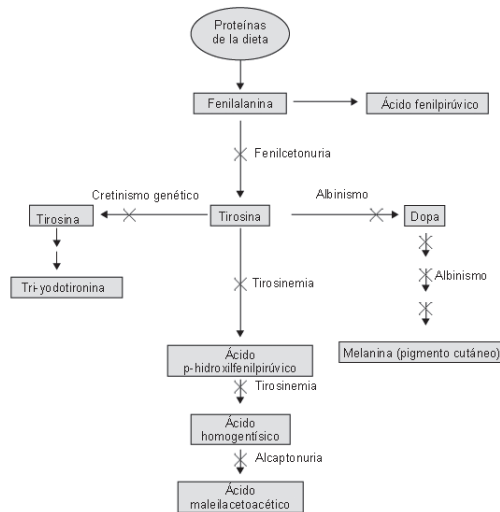 Proteínas
de la dieta
Fenilalanina
Ácido fenilpirúvico
Fenilcetonuria
Cretinismo genético
Albinismo
Tirosina
Tirosina
Dopa
Albinismo
Tri-yodotironina
Tirosinemia
Melanina (pigmento cutáneo)
Ácido
p-hidroxilfenilpirúvico
Tirosinemia
Ácido
homogentísico
Alcaptonuria
Ácido
maleilacetoacético